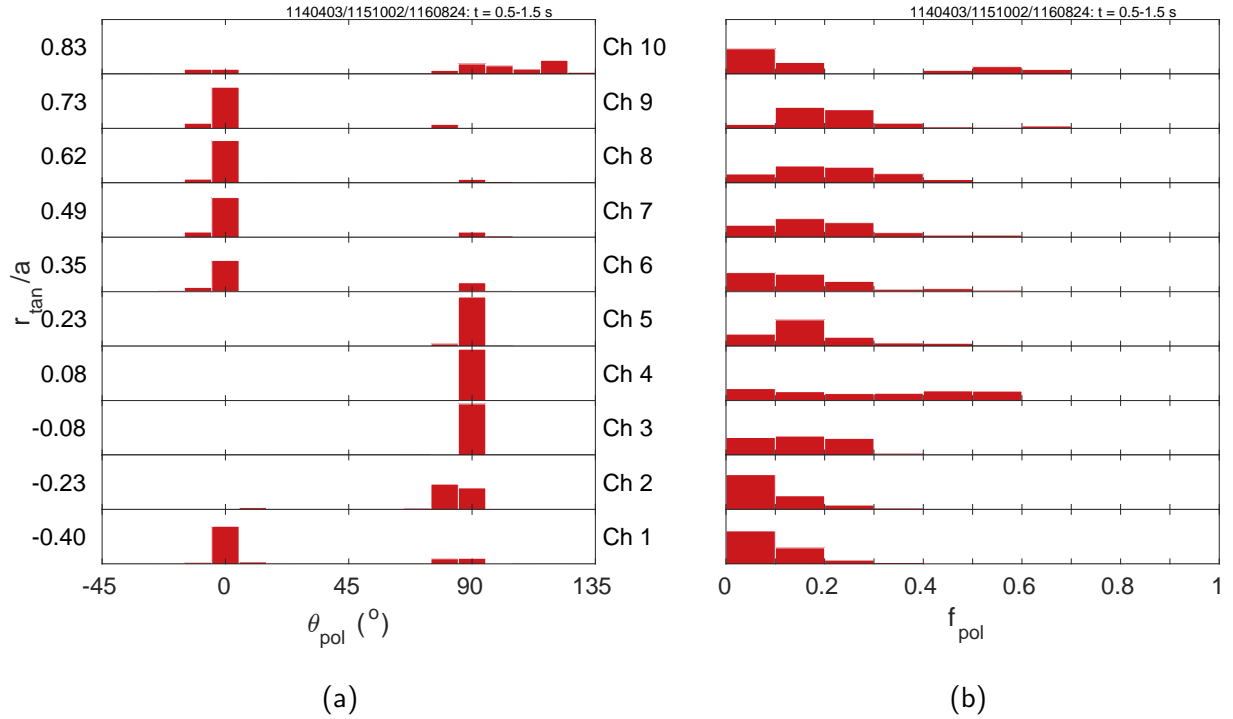 1140403/1151002/1160824: t = 0.5-1.5 s
1140403/1151002/1160824: t = 0.5-1.5 s
0.83 Ch 10
0.73 Ch 9
0.62 Ch 8
0.49 Ch 7
0.35 Ch 6
0.23 Ch 5
0.08 Ch 4
-0.08 Ch 3
-0.23 Ch 2
-0.40 Ch 1
r_tan/a
-45 0 45 90 135
0 0.2 0.4 0.6 0.8 1
θ_pol (°)
f_pol
(a)
(b)